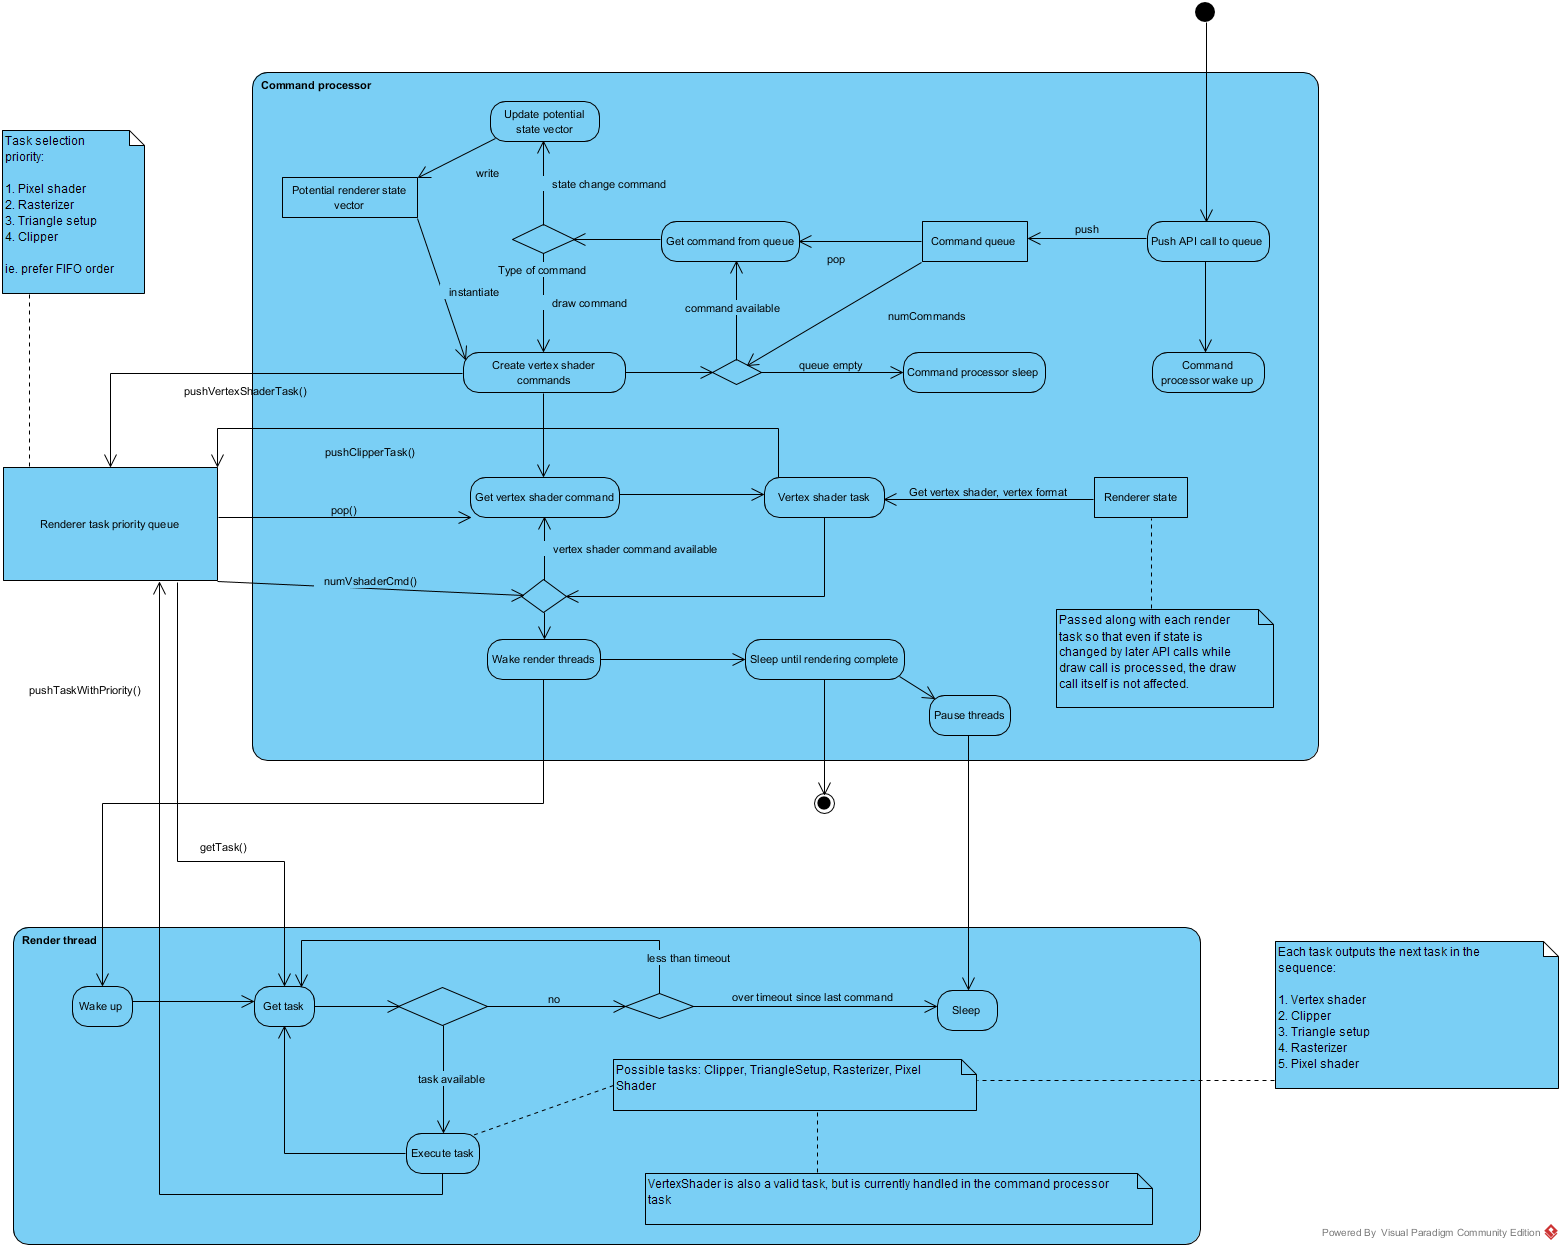 Command processor
Update potential
state vector
Task selection
priority:
1. Pixel shader
2. Rasterizer
3. Triangle setup
4. Clipper
ie. prefer FIFO order
write
state change command
Potential renderer state
vector
Get command from queue
Command queue
push
Push API call to queue
pop
Type of command
instantiate
draw command
command available
numCommands
Create vertex shader
commands
queue empty
Command processor sleep
Command
processor wake up
pushVertexShaderTask()
pushClipperTask()
Get vertex shader command
Vertex shader task
Get vertex shader, vertex format
Renderer state
Renderer task priority queue
pop()
vertex shader command available
numVshaderCmd()
Passed along with each render
task so that even if state is
changed by later API calls while
draw call is processed, the draw
call itself is not affected.
Wake render threads
Sleep until rendering complete
pushTaskWithPriority()
Pause threads
getTask()
Render thread
less than timeout
Each task outputs the next task in the
sequence:
1. Vertex shader
2. Clipper
3. Triangle setup
4. Rasterizer
5. Pixel shader
Wake up
Get task
no
over timeout since last command
Sleep
task available
Possible tasks: Clipper, TriangleSetup, Rasterizer, Pixel
Shader
Execute task
VertexShader is also a valid task, but is currently handled in the command processor
task
Powered By Visual Paradigm Community Edition